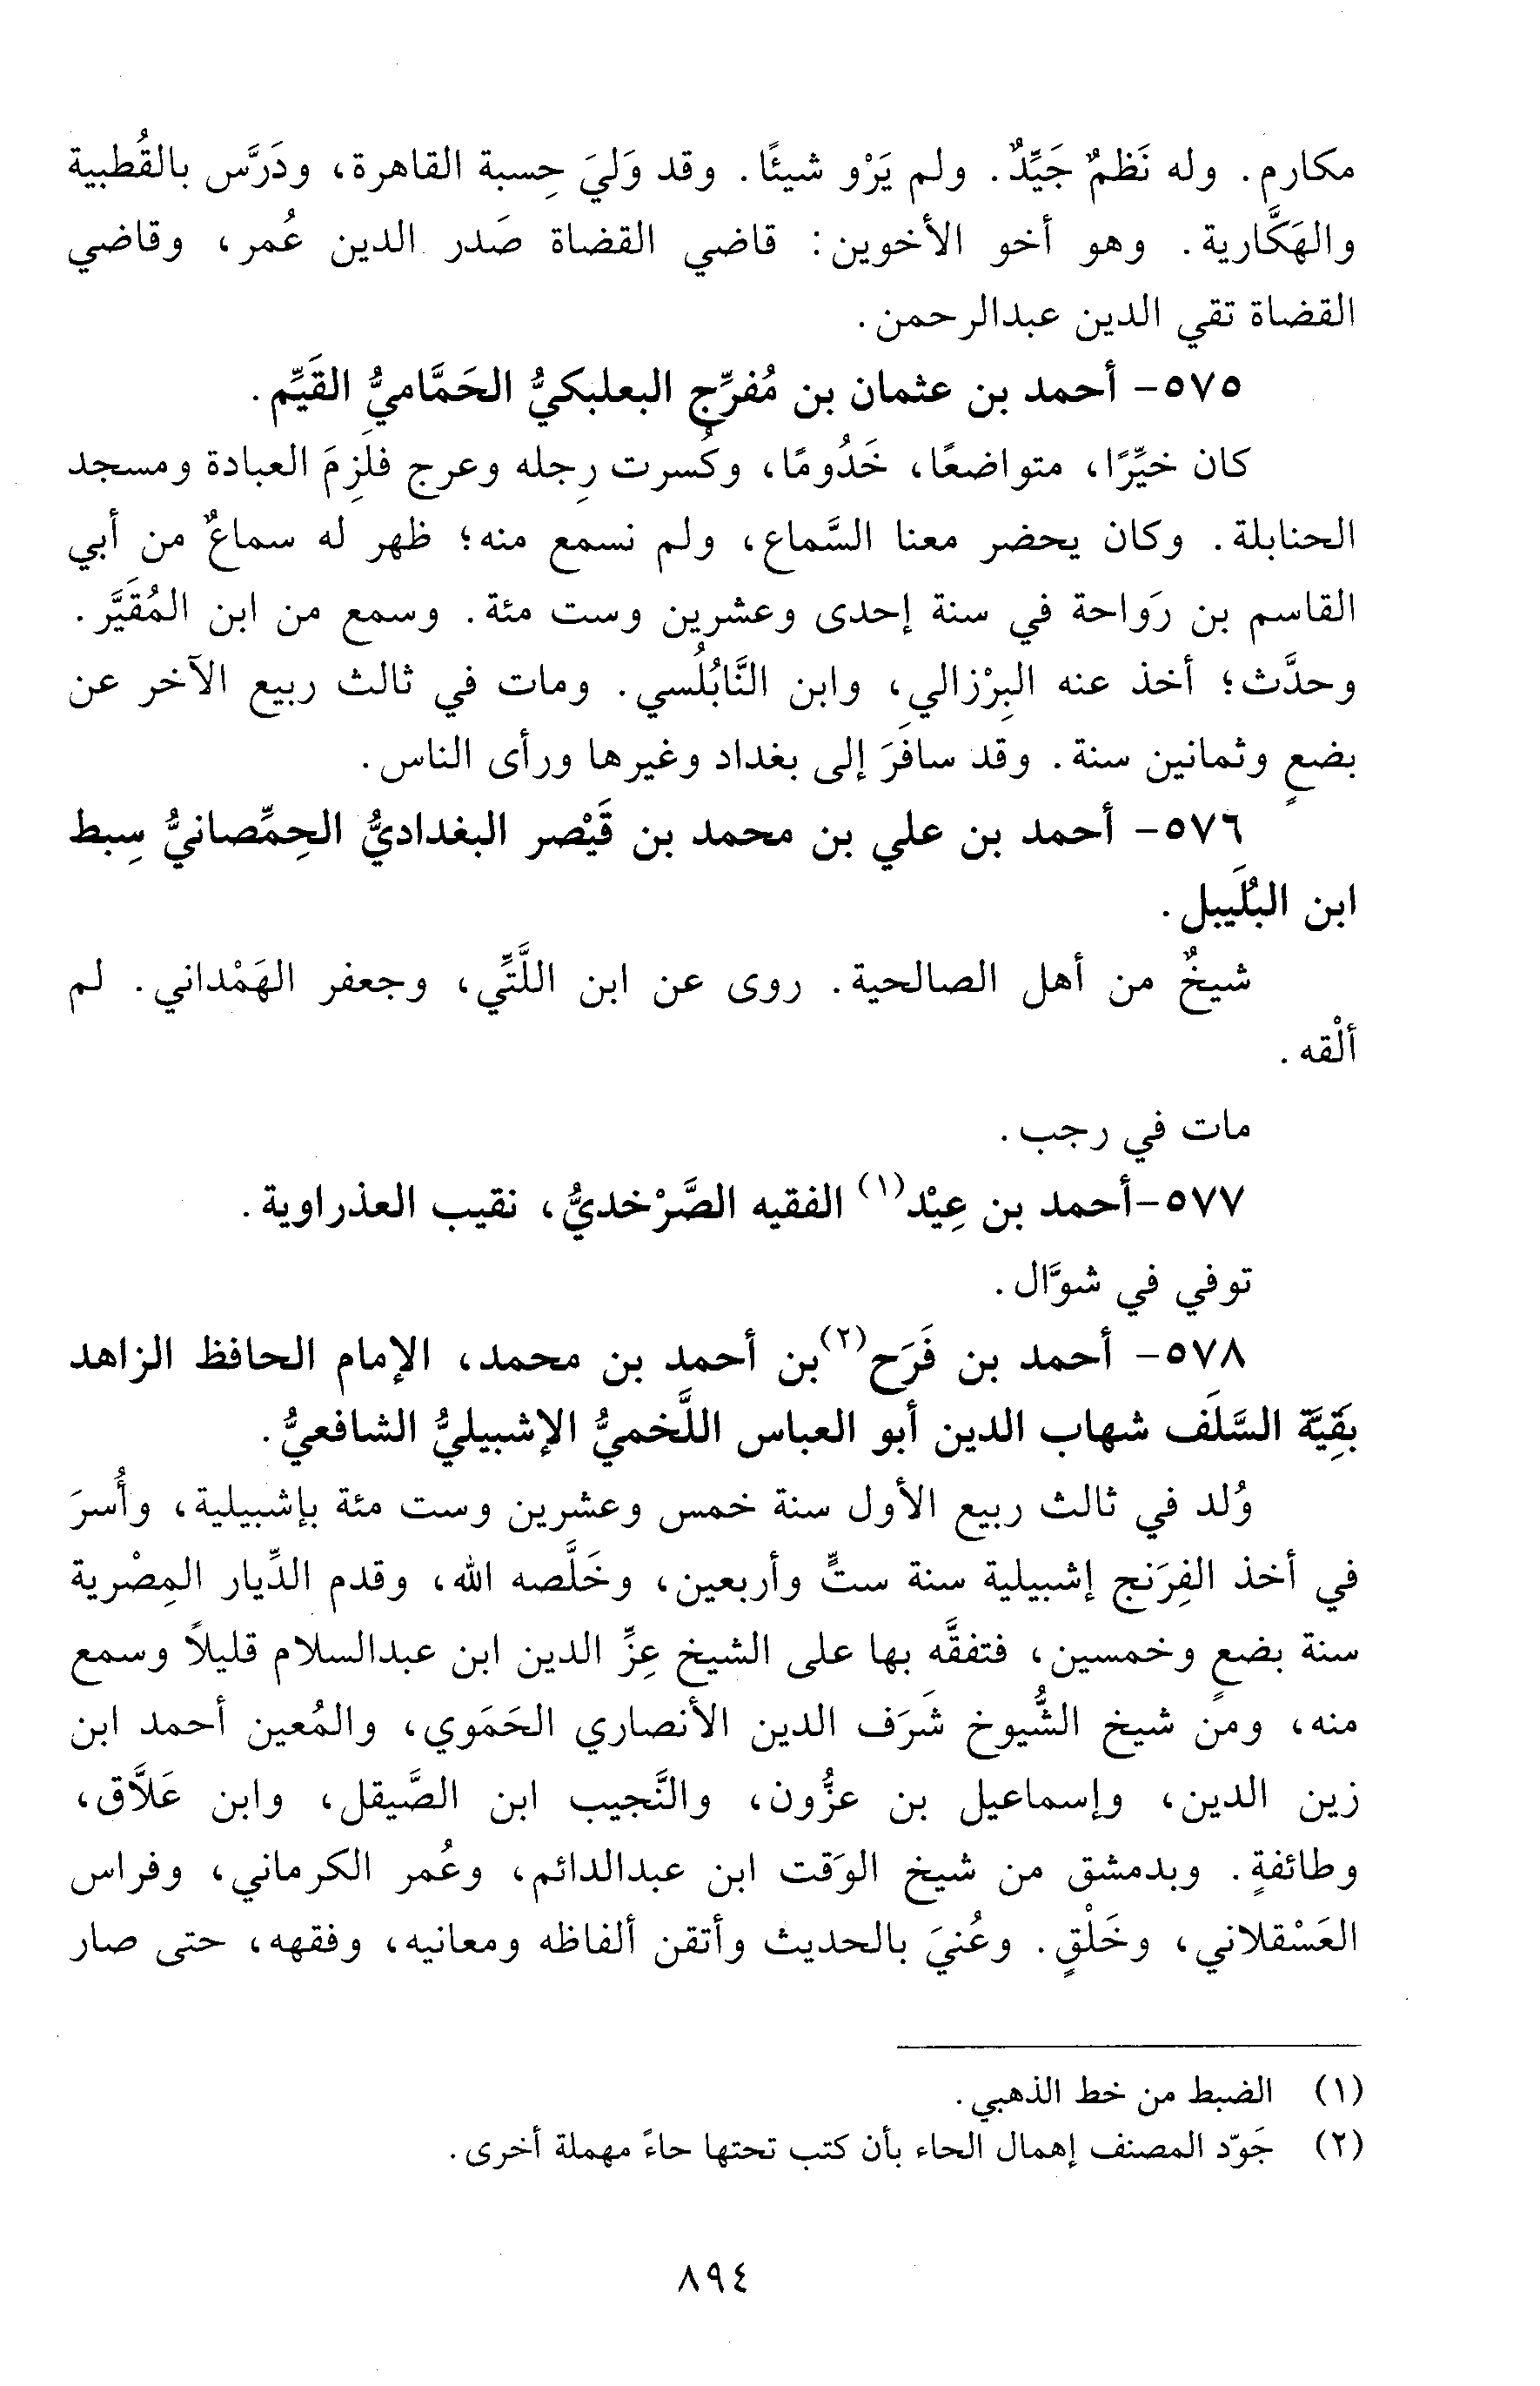 مكارم. وله نَظمٌ جَيِّدٌ. ولم يَرْو شيئًا. وقد وَليَ حِسبة القاهرة، ودَرَّس بالقُطبية
والهَكَّارية. وهو أخو الأخوين: قاضي القضاة صَدر الدين عُمر، وقاضي
القضاة تقي الدين عبدالرحمن.
٥٧٥- أحمد بن عثمان بن مُفرِّج البعلبكيُّ الحَمَّاميُّ القَيِّم.
كان خيِّرًا، متواضعًا، خَدُومًا، وكُسرت رِجله وعرج فلَزِمَ العبادة ومسجد
الحنابلة. وكان يحضر معنا السَّماع، ولم نسمع منه؛ ظهر له سماعٌ من أبي
القاسم بن رَواحة في سنة إحدى وعشرين وست مئة. وسمع من ابن المُقَيَّر.
وحدَّث؛ أخذ عنه البِرْزالي، وابن النَّابُلُسي. ومات في ثالث ربيع الآخر عن
بضعٍ وثمانين سنة. وقد سافَرَ إلى بغداد وغيرها ورأى الناس.
٥٧٦- أحمد بن علي بن محمد بن قَيْصر البغداديُّ الحِمِّصانيُّ سِبط
ابن البُلَيبل.
شيخٌ من أهل الصالحية. روى عن ابن اللَّتِّي، وجعفر الهَمْداني. لم
ألْقه.
مات في رجب.
٥٧٧-أحمد بن عِيْد(١) الفقيه الصَّرْخديُّ، نقيب العذراوية.
توفي في شوَّال.
٥٧٨- أحمد بن فَرَح(٢)بن أحمد بن محمد، الإمام الحافظ الزاهد
بقِيَّة السَّلَف شهاب الدين أبو العباس اللَّخميُّ الإشبيليُّ الشافعيُّ.
وُلد في ثالث ربيع الأول سنة خمس وعشرين وست مئة بإشبيلية، وأُسرَ
في أخذ الفِرَنج إشبيلية سنة ستٍّ وأربعين، وخَلَّصه الله، وقدم الدِّيار المِصْرية
سنة بضعٍ وخمسين، فتفقَّه بها على الشيخ عِزِّ الدين ابن عبدالسلام قليلاً وسمع
منه، ومن شيخ الشُّيوخ شَرَف الدين الأنصاري الحَمَوي، والمُعين أحمد ابن
زين الدين، وإسماعيل بن عزُّون، والنَّجيب ابن الصَّيقل، وابن عَلاَّق،
وطائفةٍ. وبدمشق من شيخ الوَقت ابن عبدالدائم، وعُمر الكرماني، وفراس
العَسْقلاني، وخَلْقٍ. وعُنيَ بالحديث وأتقن ألفاظه ومعانيه، وفقهه، حتى صار
(١) الضبط من خط الذهبي.
(٢) جَوّد المصنف إهمال الحاء بأن كتب تحتها حاءً مهملة أخرى.
٨٩٤